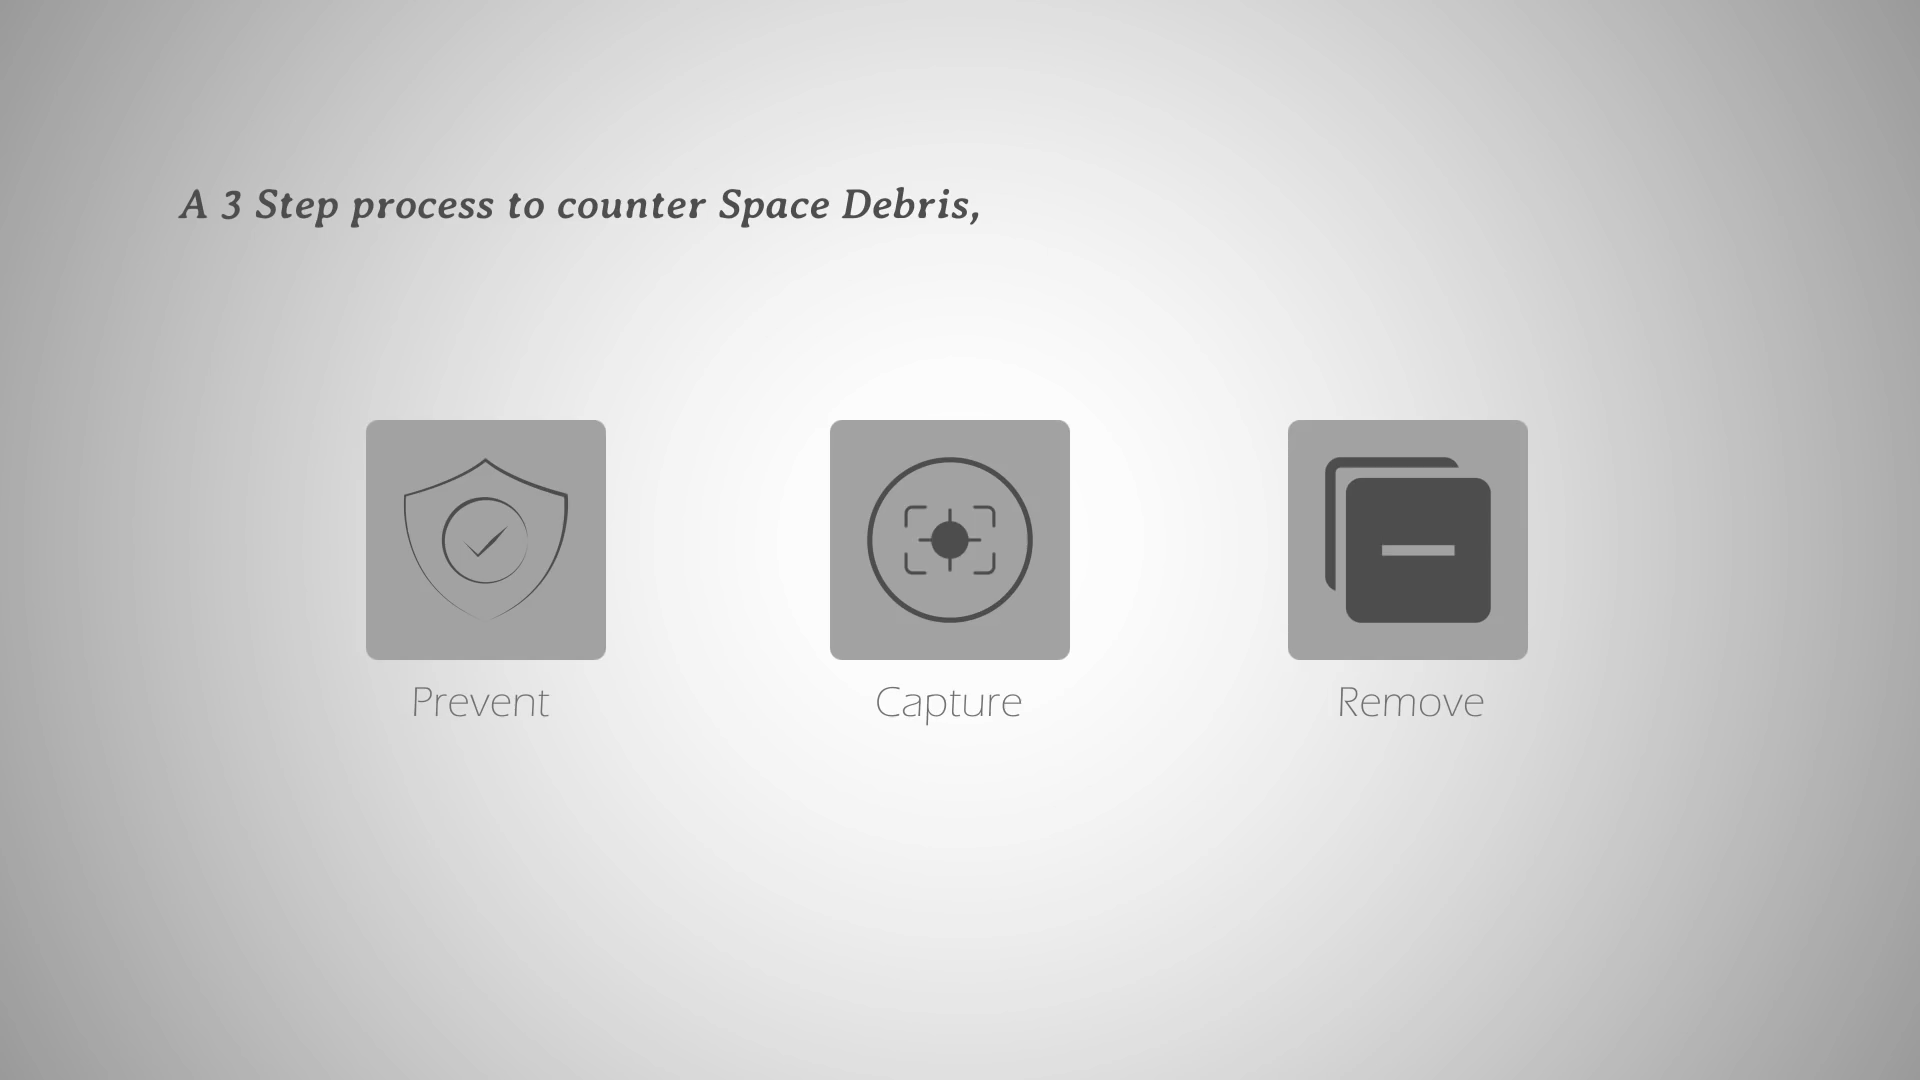 A 3 Step process to counter Space Debris,
Prevent
Capture
Remove